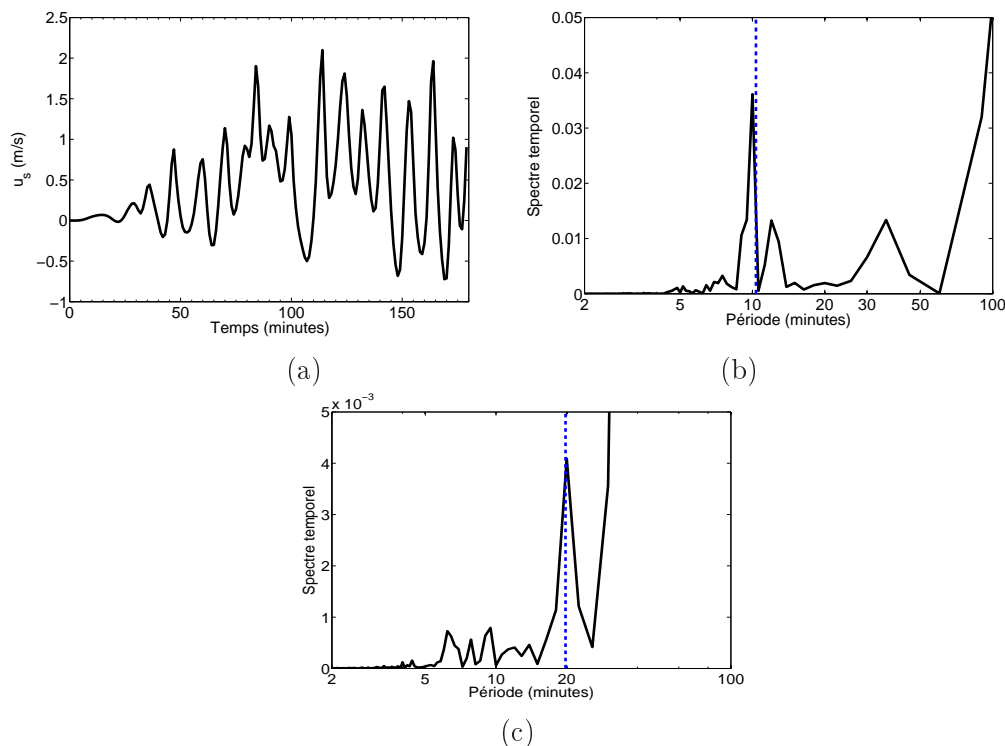 2.5
2
1.5
1
0.5
0
−0.5
−1
0 50 100 150
u_s (m/s)
Temps (minutes)
(a)
0.05
0.04
0.03
0.02
0.01
0
2 5 10 20 30 50 100
Spectre temporel
Période (minutes)
(b)
x 10⁻³
5
4
3
2
1
0
2 5 10 20 100
Spectre temporel
Période (minutes)
(c)